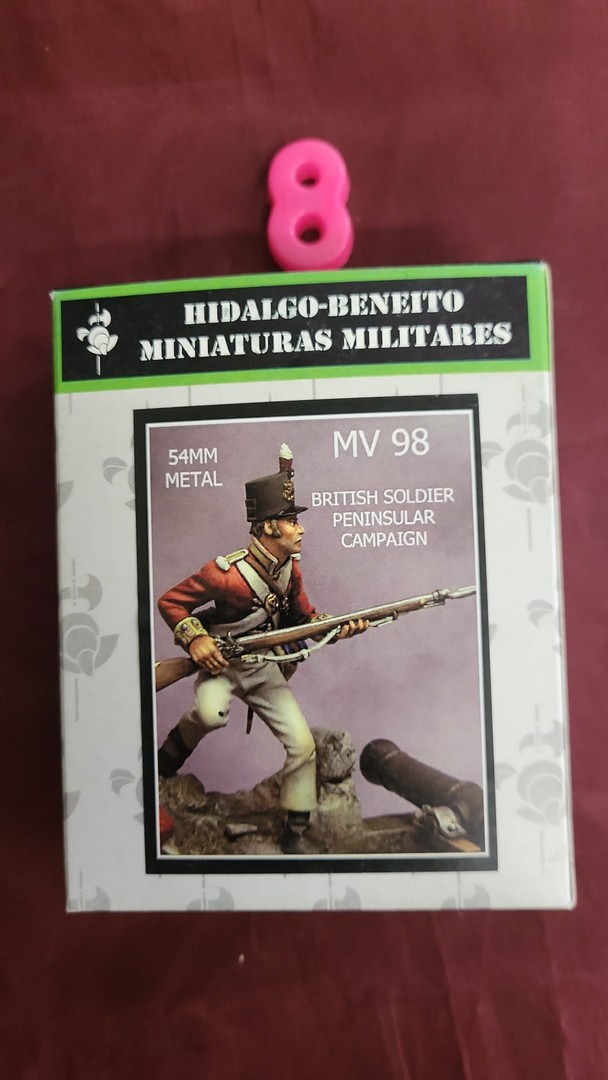 8
HIDALGO-BENEITO
MINIATURAS MILITARES
54MM
METAL
MV 98
BRITISH SOLDIER
PENINSULAR
CAMPAIGN